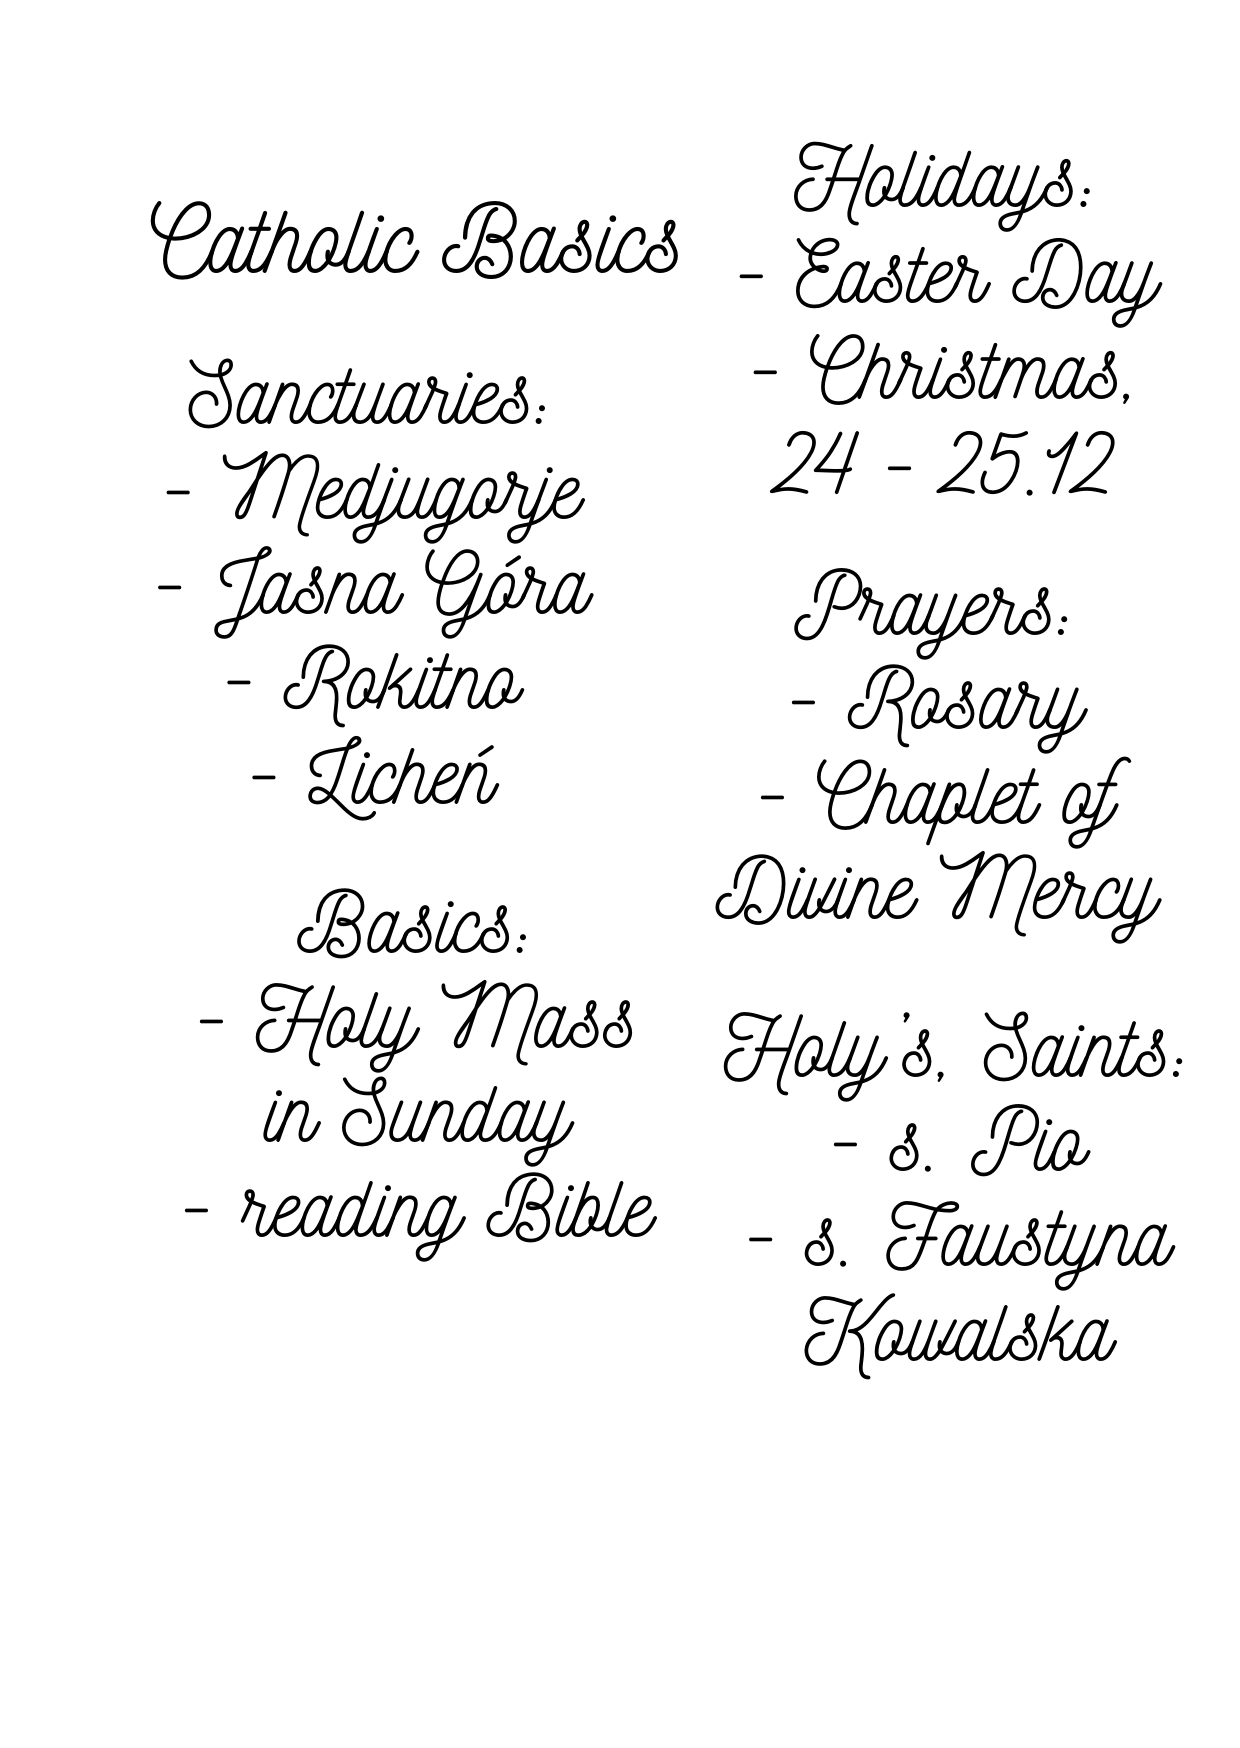 Catholic Basics
Sanctuaries:
- Medjugorje
- Jasna Góra
- Rokitno
- Licheń
Basics:
- Holy Mass
in Sunday
- reading Bible
Holidays:
- Easter Day
- Christmas,
24 - 25.12
Prayers:
- Rosary
- Chaplet of
Divine Mercy
Holy's, Saints:
- s. Pio
- s. Faustyna
Kowalska